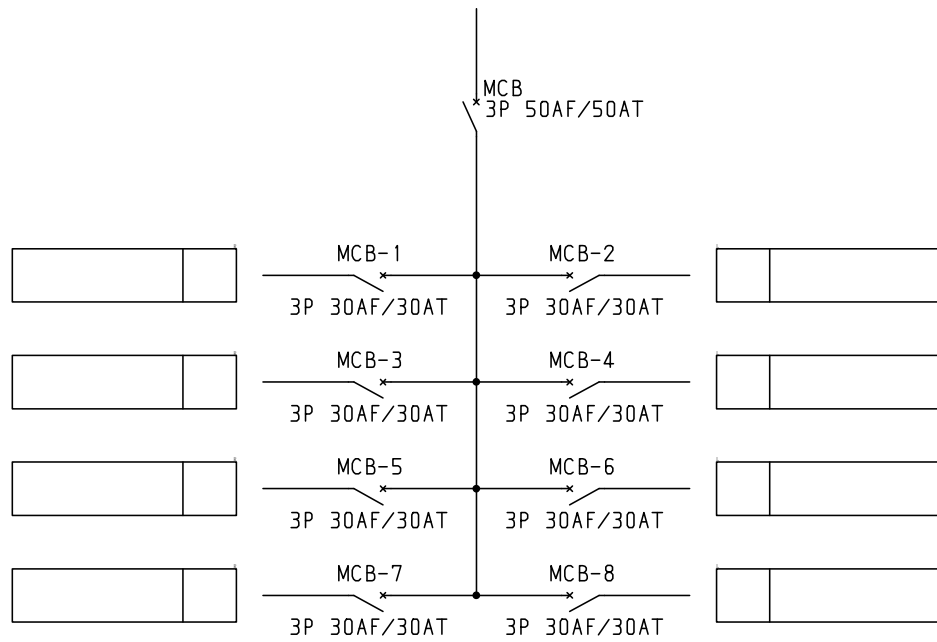 MCB
3P 50AF/50AT
MCB-1
MCB-2
3P 30AF/30AT
3P 30AF/30AT
MCB-3
MCB-4
3P 30AF/30AT
3P 30AF/30AT
MCB-5
MCB-6
3P 30AF/30AT
3P 30AF/30AT
MCB-7
MCB-8
3P 30AF/30AT
3P 30AF/30AT